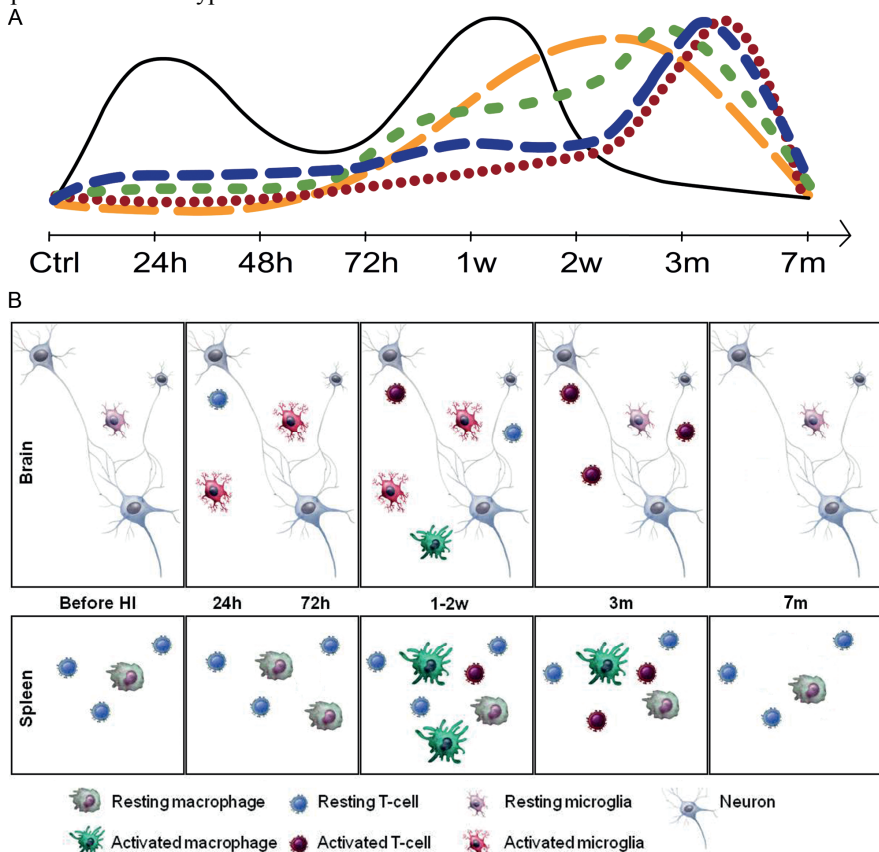 A
Ctrl 24h 48h 72h 1w 2w 3m 7m
B
Brain
Before HI 24h 72h 1-2w 3m 7m
Spleen
Resting macrophage Resting T-cell Resting microglia Neuron
Activated macrophage Activated T-cell Activated microglia